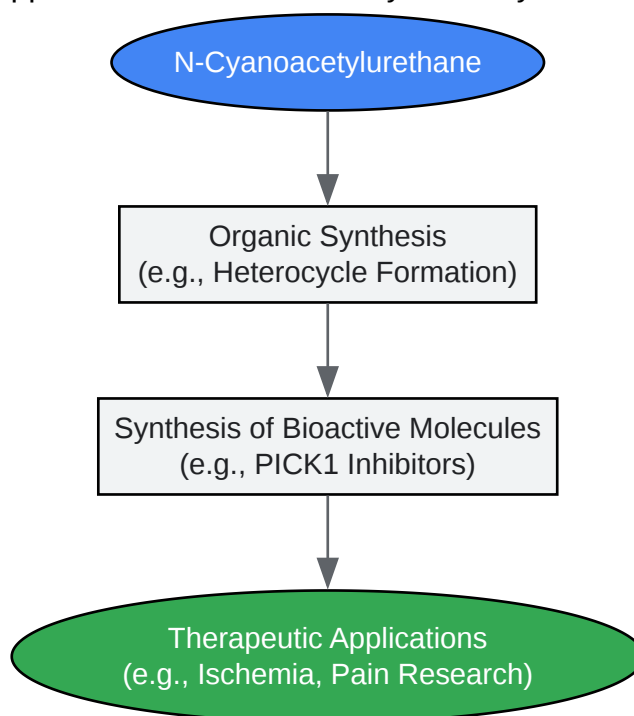 N-Cyanoacetylurethane
Organic Synthesis
(e.g., Heterocycle Formation)
Synthesis of Bioactive Molecules
(e.g., PICK1 Inhibitors)
Therapeutic Applications
(e.g., Ischemia, Pain Research)